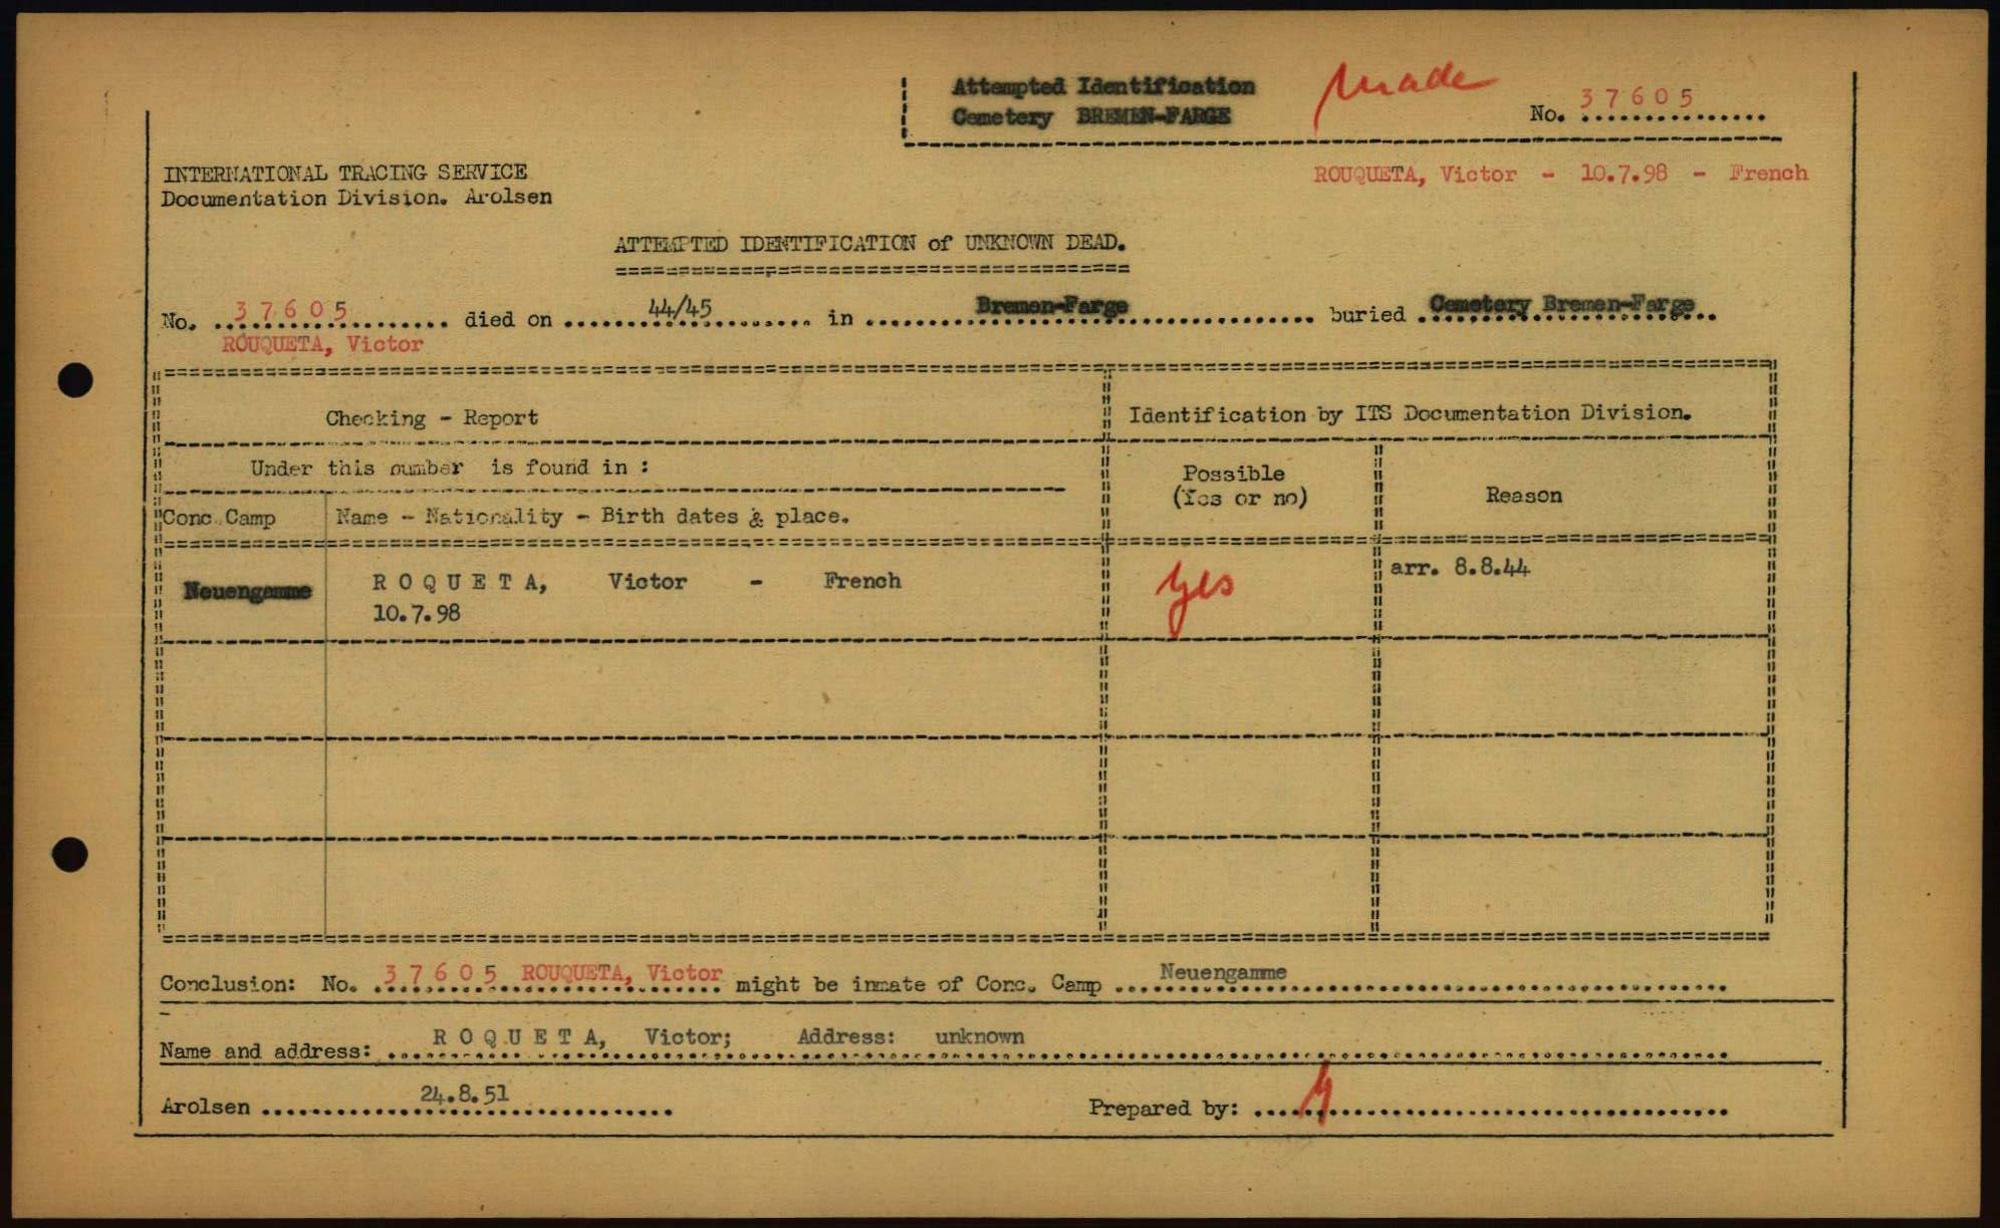 Attempted Identification
Cemetery BREMEN-FARGE
made
No. 37605
INTERNATIONAL TRACING SERVICE
Documentation Division. Arolsen
ROUQUETA, Victor - 10.7.98 - French
ATTEMPTED IDENTIFICATION of UNKNOWN DEAD.
No. 37605 died on 44/45 in Bremen-Farge buried Cemetery Bremen-Farge
ROUQUETA, Victor
Checking - Report
Identification by ITS Documentation Division.
Under this number is found in :
Possible
(Yes or no)
Reason
Conc. Camp
Name - Nationality - Birth dates & place.
Neuengamme
R O Q U E T A, Victor - French
10.7.98
yes
arr. 8.8.44
Conclusion: No. 37605 ROUQUETA, Victor might be inmate of Conc. Camp Neuengamme
Name and address: R O Q U E T A, Victor; Address: unknown
Arolsen 24.8.51
Prepared by: